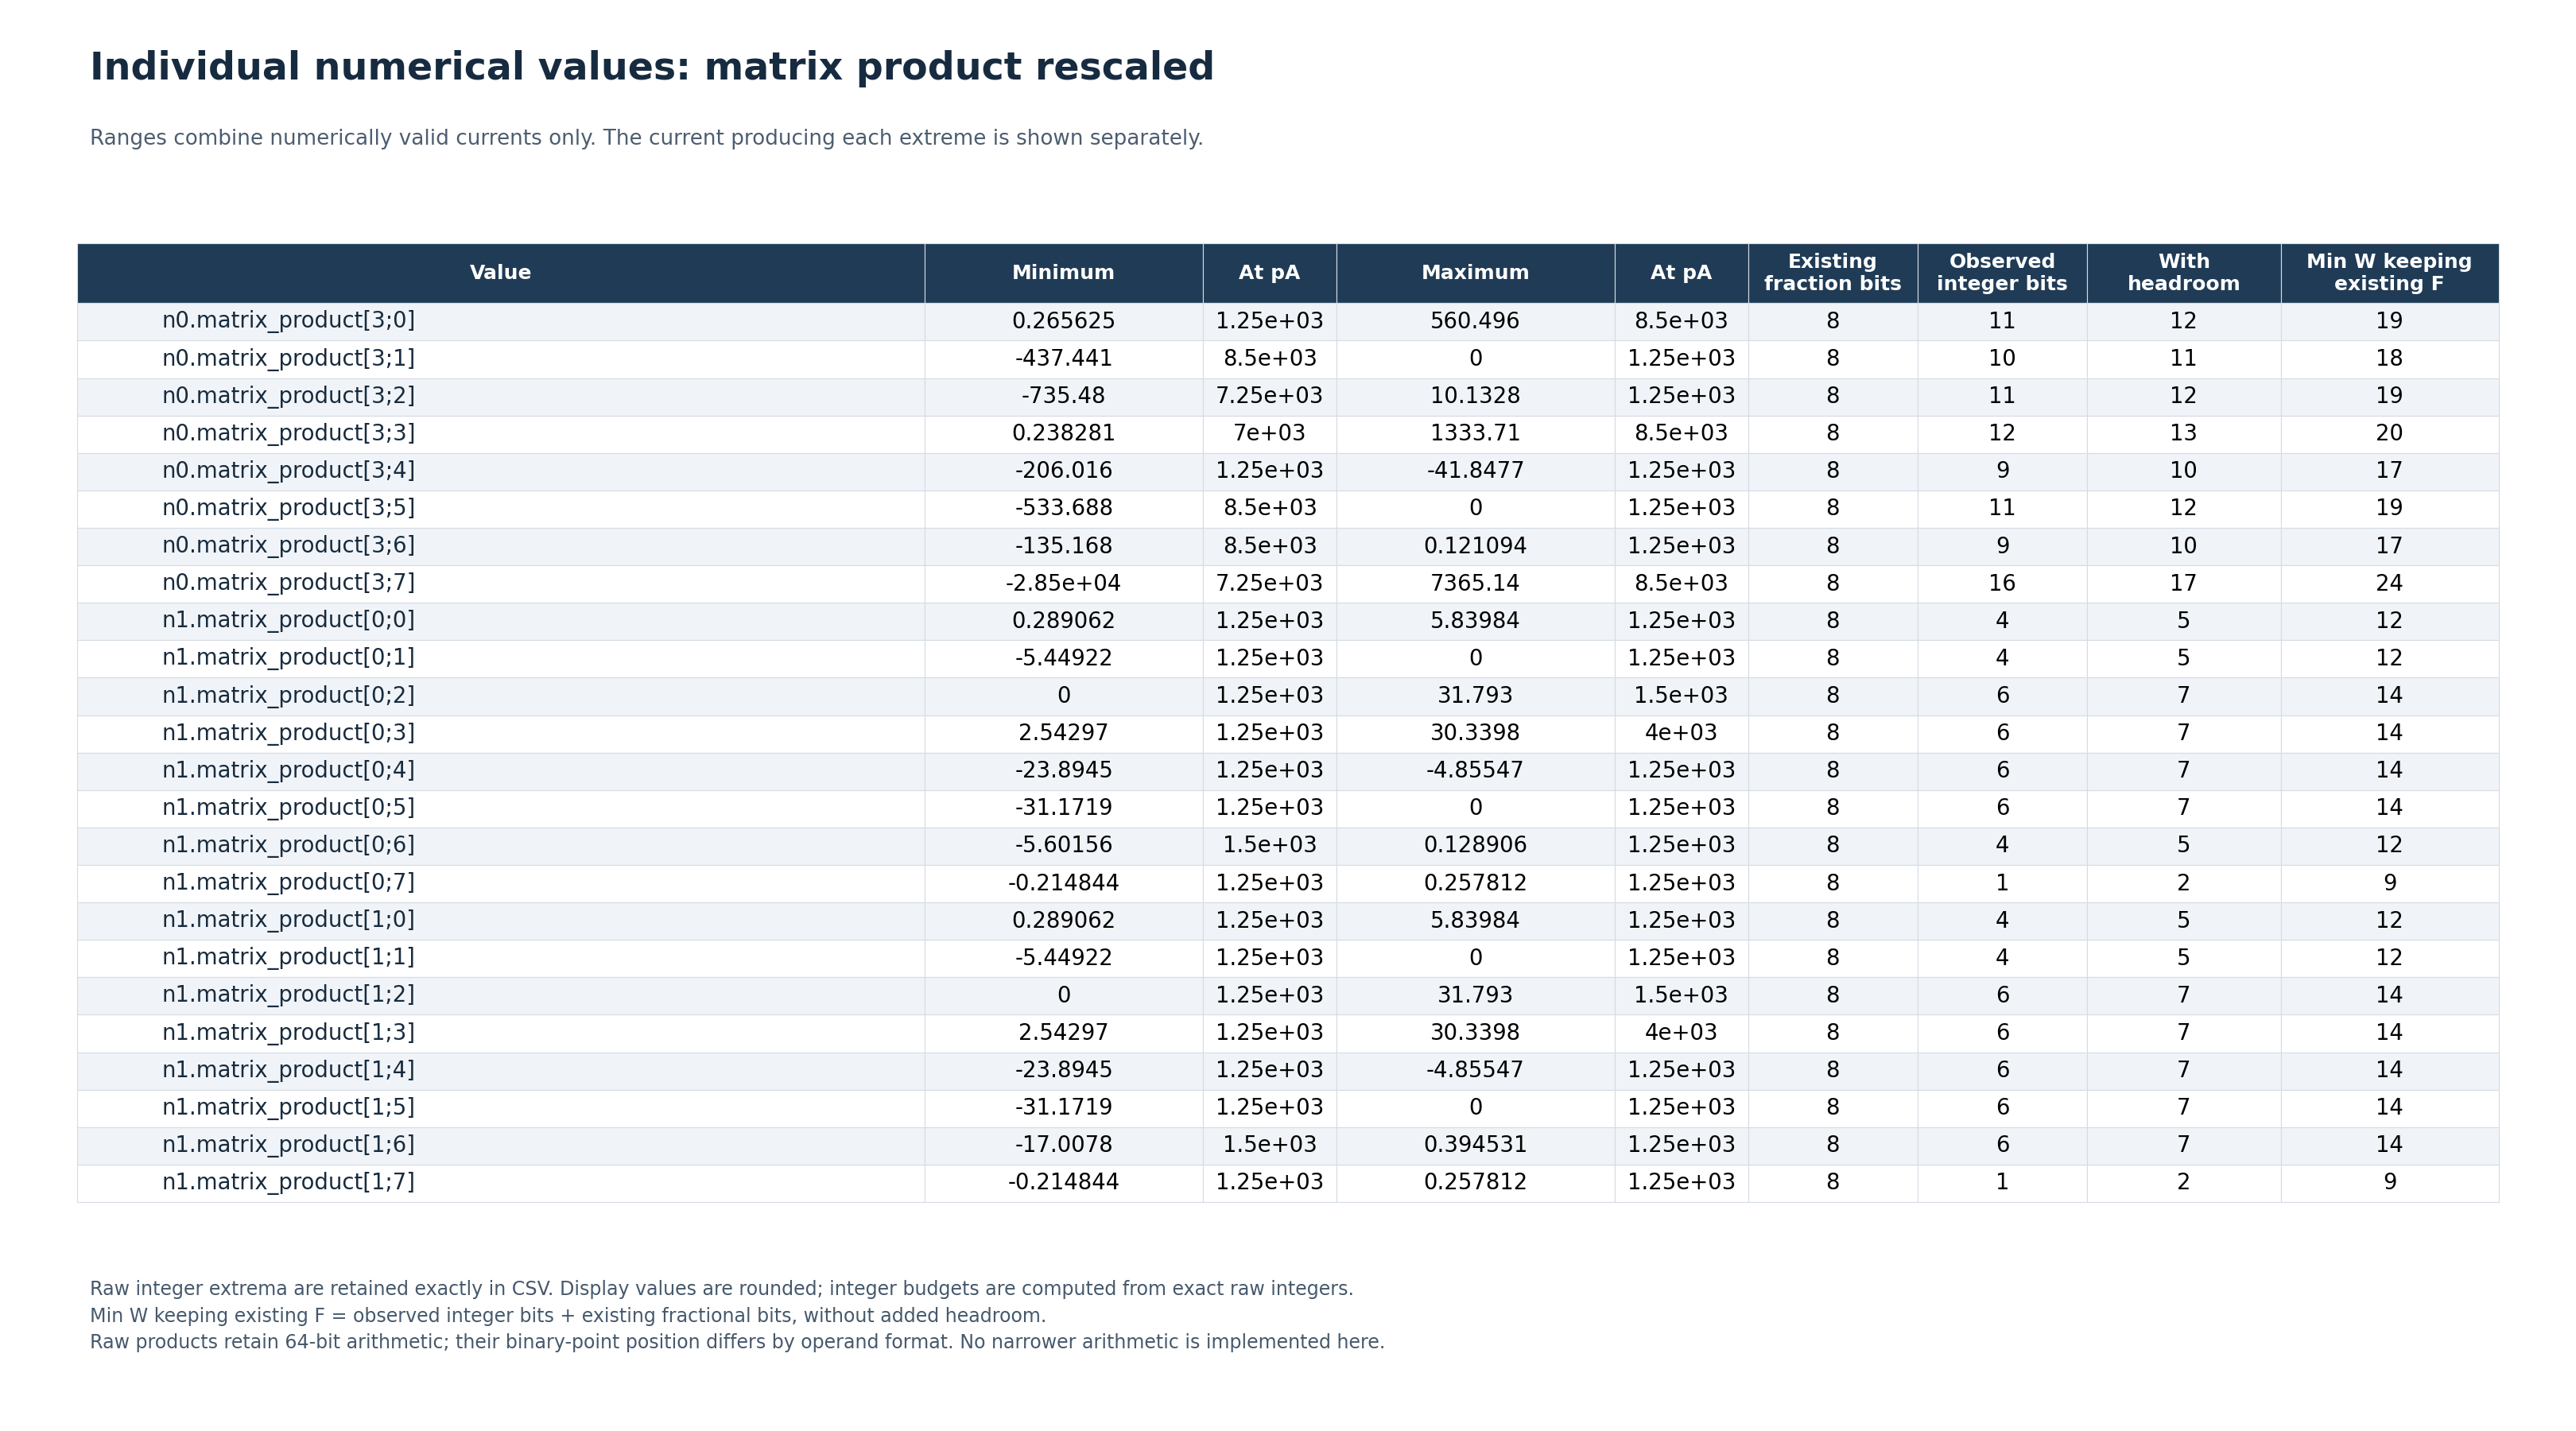 Individual numerical values: matrix product rescaled
Ranges combine numerically valid currents only. The current producing each extreme is shown separately.
Value Minimum At pA Maximum At pA Existing fraction bits Observed integer bits With headroom Min W keeping existing F
n0.matrix_product[3;0] 0.265625 1.25e+03 560.496 8.5e+03 8 11 12 19
n0.matrix_product[3;1] -437.441 8.5e+03 0 1.25e+03 8 10 11 18
n0.matrix_product[3;2] -735.48 7.25e+03 10.1328 1.25e+03 8 11 12 19
n0.matrix_product[3;3] 0.238281 7e+03 1333.71 8.5e+03 8 12 13 20
n0.matrix_product[3;4] -206.016 1.25e+03 -41.8477 1.25e+03 8 9 10 17
n0.matrix_product[3;5] -533.688 8.5e+03 0 1.25e+03 8 11 12 19
n0.matrix_product[3;6] -135.168 8.5e+03 0.121094 1.25e+03 8 9 10 17
n0.matrix_product[3;7] -2.85e+04 7.25e+03 7365.14 8.5e+03 8 16 17 24
n1.matrix_product[0;0] 0.289062 1.25e+03 5.83984 1.25e+03 8 4 5 12
n1.matrix_product[0;1] -5.44922 1.25e+03 0 1.25e+03 8 4 5 12
n1.matrix_product[0;2] 0 1.25e+03 31.793 1.5e+03 8 6 7 14
n1.matrix_product[0;3] 2.54297 1.25e+03 30.3398 4e+03 8 6 7 14
n1.matrix_product[0;4] -23.8945 1.25e+03 -4.85547 1.25e+03 8 6 7 14
n1.matrix_product[0;5] -31.1719 1.25e+03 0 1.25e+03 8 6 7 14
n1.matrix_product[0;6] -5.60156 1.5e+03 0.128906 1.25e+03 8 4 5 12
n1.matrix_product[0;7] -0.214844 1.25e+03 0.257812 1.25e+03 8 1 2 9
n1.matrix_product[1;0] 0.289062 1.25e+03 5.83984 1.25e+03 8 4 5 12
n1.matrix_product[1;1] -5.44922 1.25e+03 0 1.25e+03 8 4 5 12
n1.matrix_product[1;2] 0 1.25e+03 31.793 1.5e+03 8 6 7 14
n1.matrix_product[1;3] 2.54297 1.25e+03 30.3398 4e+03 8 6 7 14
n1.matrix_product[1;4] -23.8945 1.25e+03 -4.85547 1.25e+03 8 6 7 14
n1.matrix_product[1;5] -31.1719 1.25e+03 0 1.25e+03 8 6 7 14
n1.matrix_product[1;6] -17.0078 1.5e+03 0.394531 1.25e+03 8 6 7 14
n1.matrix_product[1;7] -0.214844 1.25e+03 0.257812 1.25e+03 8 1 2 9
Raw integer extrema are retained exactly in CSV. Display values are rounded; integer budgets are computed from exact raw integers.
Min W keeping existing F = observed integer bits + existing fractional bits, without added headroom.
Raw products retain 64-bit arithmetic; their binary-point position differs by operand format. No narrower arithmetic is implemented here.